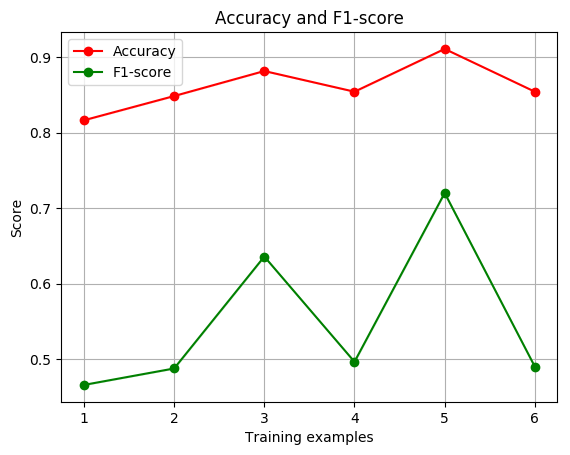 Accuracy and F1-score
Accuracy
F1-score
0.9
0.8
0.7
0.6
0.5
Score
1 2 3 4 5 6
Training examples